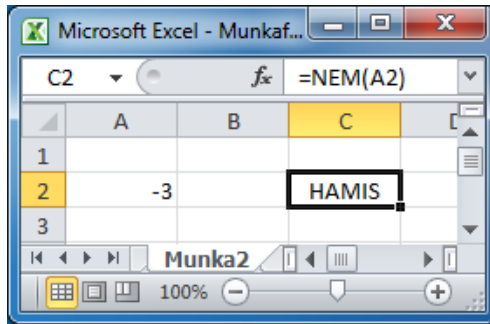 Microsoft Excel - Munkaf...
C2 fx =NEM(A2)
A B C D
1
2 -3 HAMIS
3
Munka2
100%